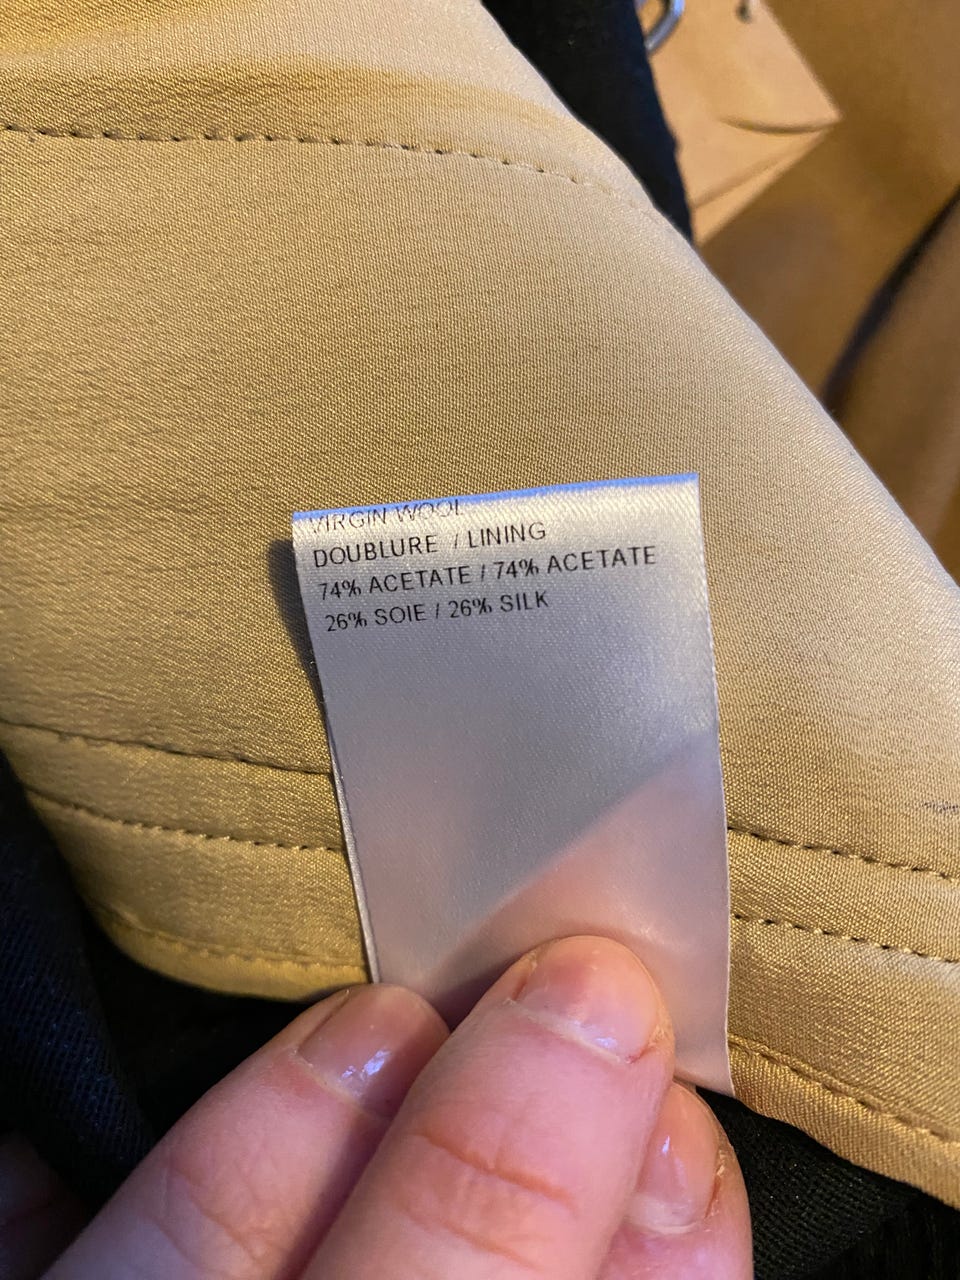 VIRGIN WOOL
DOUBLURE / LINING
74% ACETATE / 74% ACETATE
26% SOIE / 26% SILK